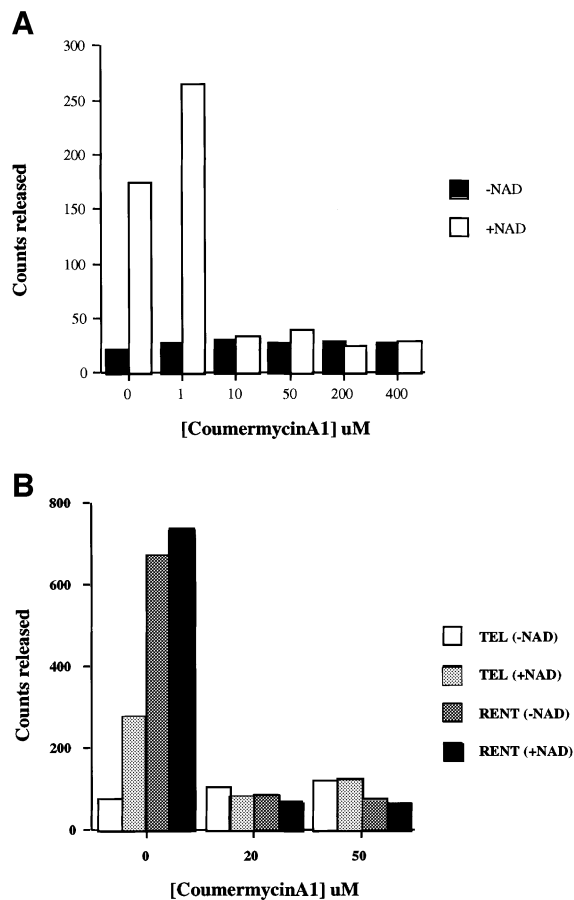 A
300
250
200
150
100
50
0
Counts released
0 1 10 50 200 400
[CoumermycinA1] uM
-NAD
+NAD
B
800
600
400
200
0
Counts released
0 20 50
[CoumermycinA1] uM
TEL (-NAD)
TEL (+NAD)
RENT (-NAD)
RENT (+NAD)